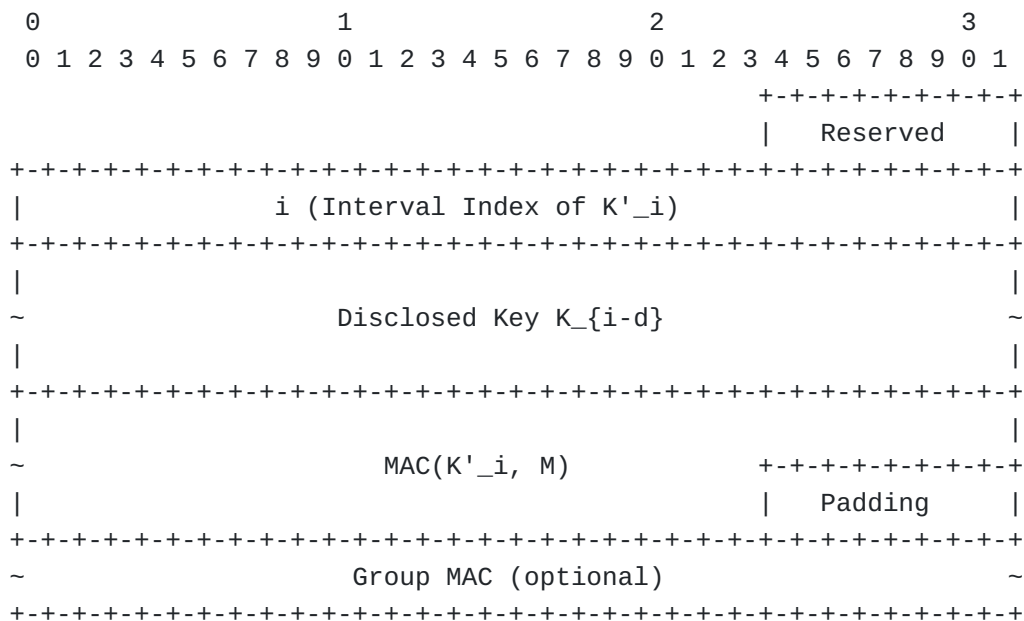 0                   1                   2                   3
 0 1 2 3 4 5 6 7 8 9 0 1 2 3 4 5 6 7 8 9 0 1 2 3 4 5 6 7 8 9 0 1
                                                +-+-+-+-+-+-+-+-+
                                                |   Reserved    |
+-+-+-+-+-+-+-+-+-+-+-+-+-+-+-+-+-+-+-+-+-+-+-+-+-+-+-+-+-+-+-+-+
|                i (Interval Index of K'_i)                     |
+-+-+-+-+-+-+-+-+-+-+-+-+-+-+-+-+-+-+-+-+-+-+-+-+-+-+-+-+-+-+-+-+
|                                                               |
~                    Disclosed Key K_{i-d}                      ~
|                                                               |
+-+-+-+-+-+-+-+-+-+-+-+-+-+-+-+-+-+-+-+-+-+-+-+-+-+-+-+-+-+-+-+-+
|                                                               |
~                       MAC(K'_i, M)            +-+-+-+-+-+-+-+-+
|                                               |   Padding     |
+-+-+-+-+-+-+-+-+-+-+-+-+-+-+-+-+-+-+-+-+-+-+-+-+-+-+-+-+-+-+-+-+
~                     Group MAC (optional)                      ~
+-+-+-+-+-+-+-+-+-+-+-+-+-+-+-+-+-+-+-+-+-+-+-+-+-+-+-+-+-+-+-+-+